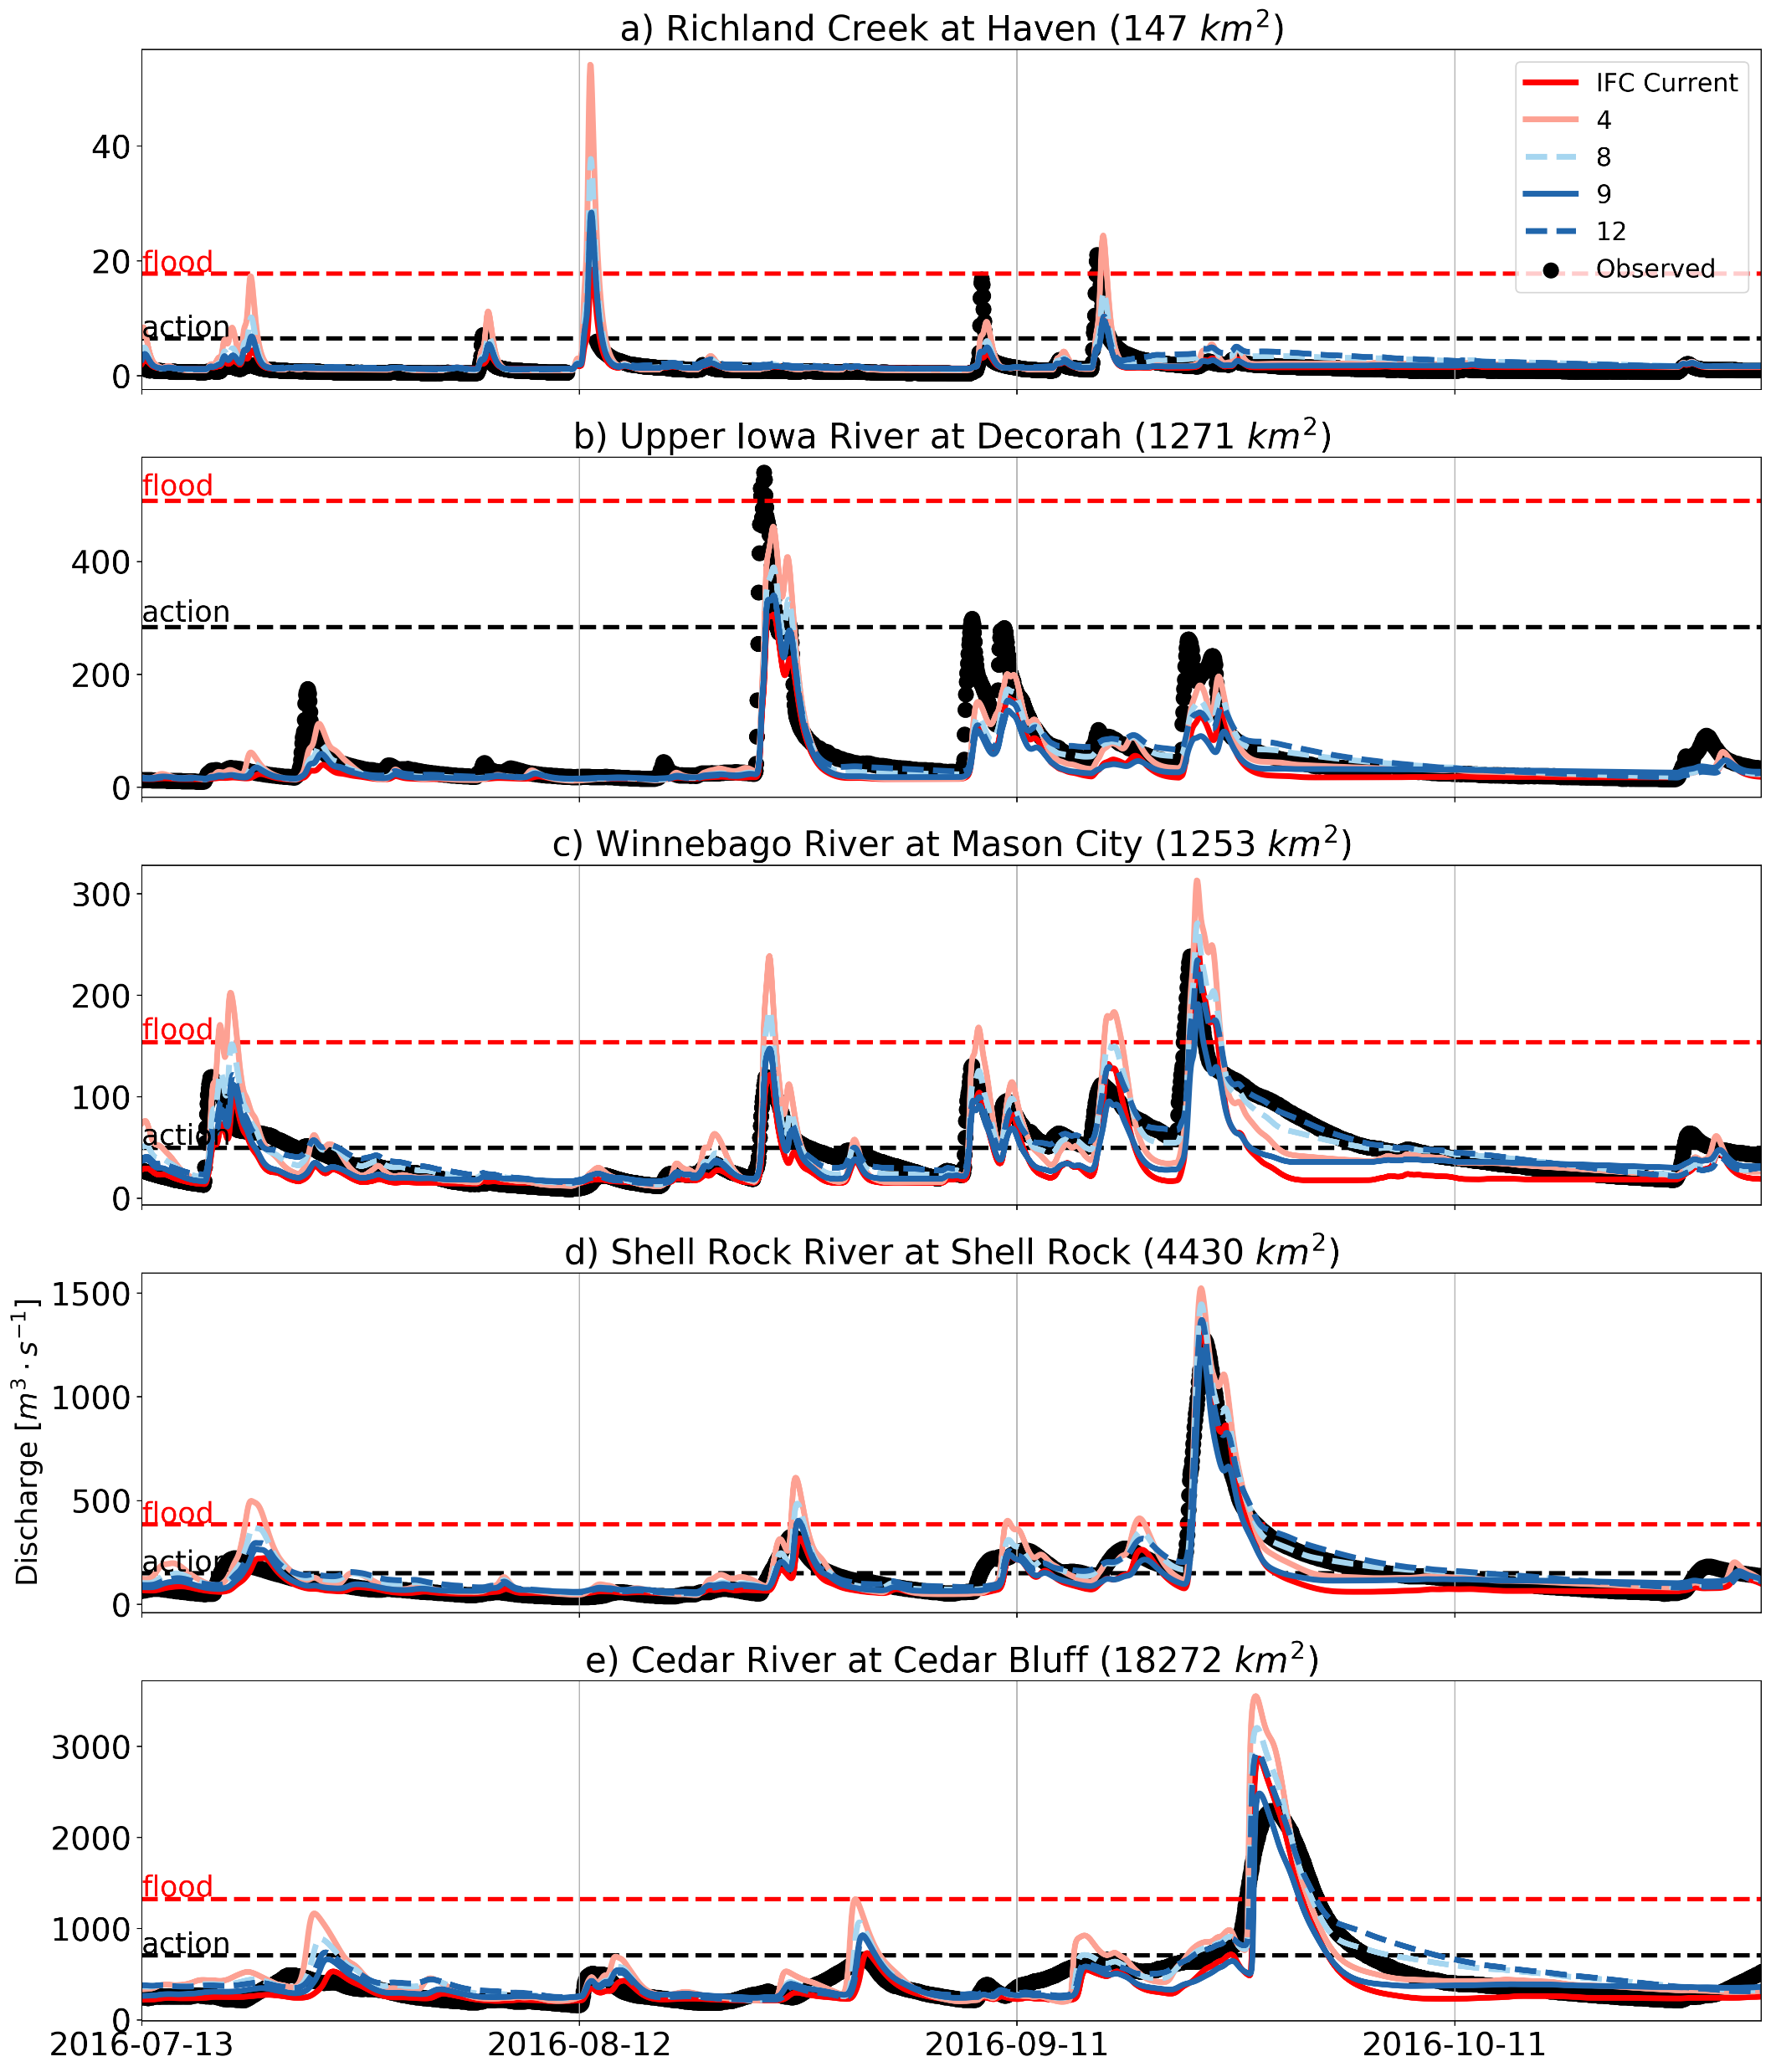 a) Richland Creek at Haven (147 km²)
IFC Current
4
8
9
12
Observed
40
20
0
flood
action
b) Upper Iowa River at Decorah (1271 km²)
flood
400
action
200
0
c) Winnebago River at Mason City (1253 km²)
300
200
flood
100
action
0
d) Shell Rock River at Shell Rock (4430 km²)
1500
1000
500
flood
action
0
Discharge [m³ · s⁻¹]
e) Cedar River at Cedar Bluff (18272 km²)
3000
2000
flood
1000
action
0
2016-07-13
2016-08-12
2016-09-11
2016-10-11